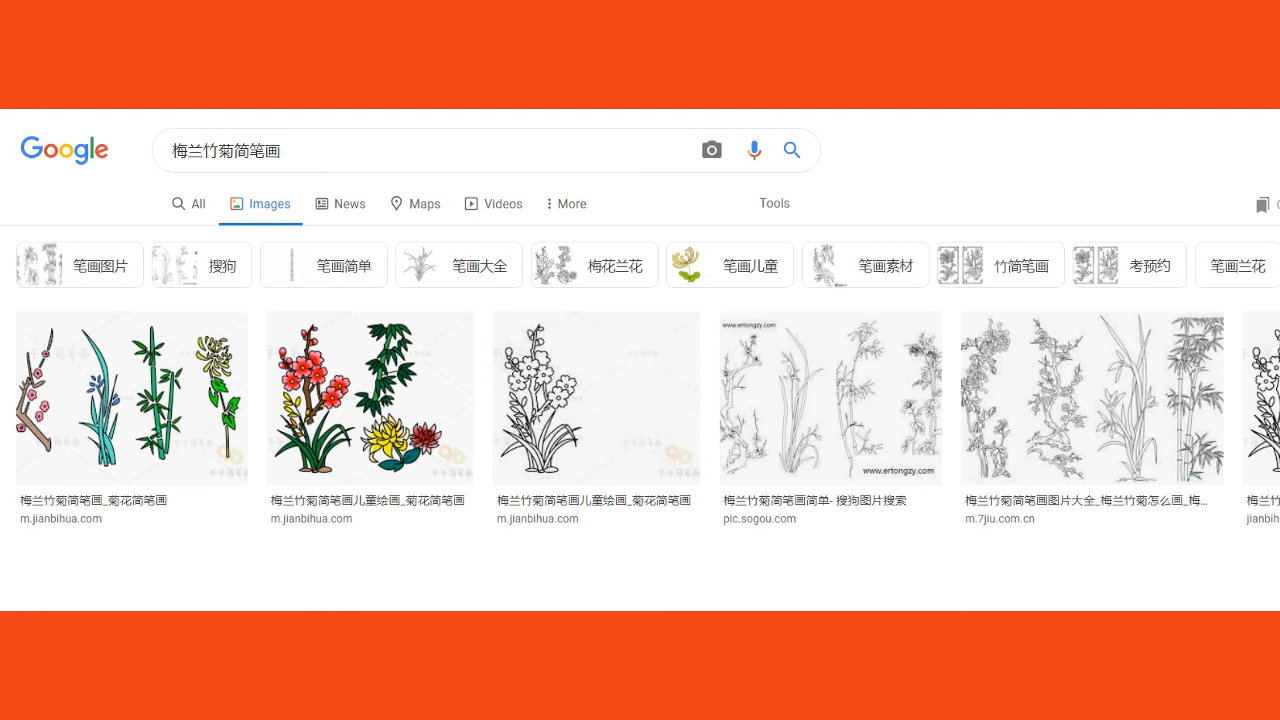 Google
梅兰竹菊简笔画
All
Images
News
Maps
Videos
More
Tools
笔画图片
搜狗
笔画简单
笔画大全
梅花兰花
笔画儿童
笔画素材
竹简笔画
考预约
笔画兰花
www.ertongzy.com
www.ertongzy.com
梅兰竹菊简笔画_菊花简笔画
m.jianbihua.com
梅兰竹菊简笔画儿童绘画_菊花简笔画
m.jianbihua.com
梅兰竹菊简笔画儿童绘画_菊花简笔画
m.jianbihua.com
梅兰竹菊简笔画简单- 搜狗图片搜索
pic.sogou.com
梅兰竹菊简笔画图片大全_梅兰竹菊怎么画_梅...
m.7jiu.com.cn
梅兰竹
jianbih